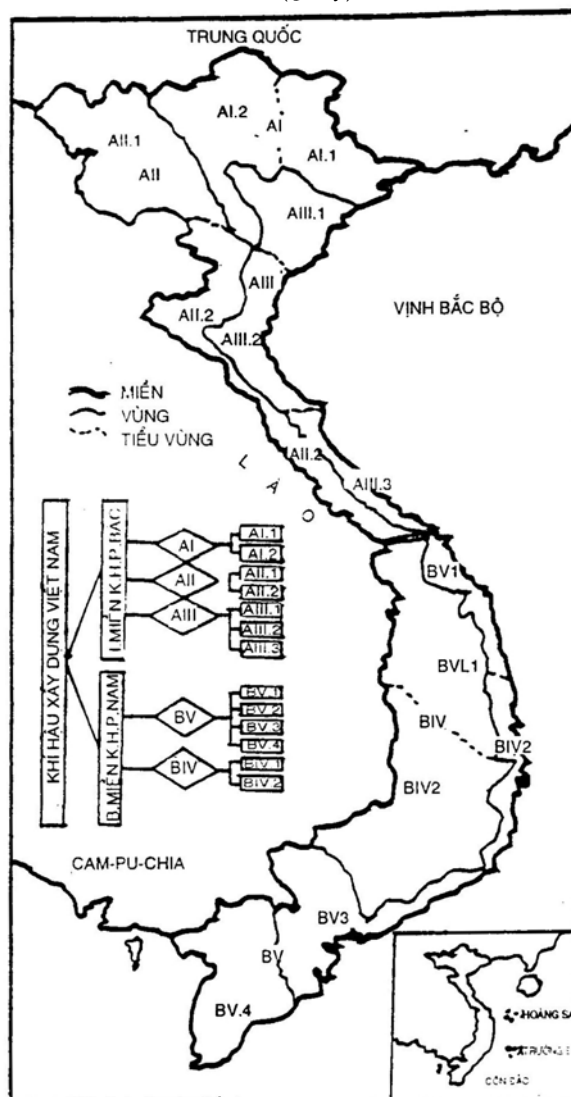 TRUNG QUỐC
AI.2
AI
AII.1
AI.1
AII
AIII.1
AIII
VỊNH BẮC BỘ
AII.2
AIII.2
MIỀN
VÙNG
TIỂU VÙNG
AII.2
LÀO
AIII.3
KHÍ HẬU XÂY DỰNG VIỆT NAM
I.MIỀN K.H.P.BẮC
AI
AI.1
AI.2
AII
AII.1
AII.2
AIII
AIII.1
AIII.2
AIII.3
B.MIỀN K.H.P.NAM
BV
BV.1
BV.2
BV.3
BV.4
BIV
BIV.1
BIV.2
BV1
BVL1
BIV
BIV2
BIV2
CAM-PU-CHIA
BV3
BV
BV.4
HOÀNG SA
CÔN ĐẢO